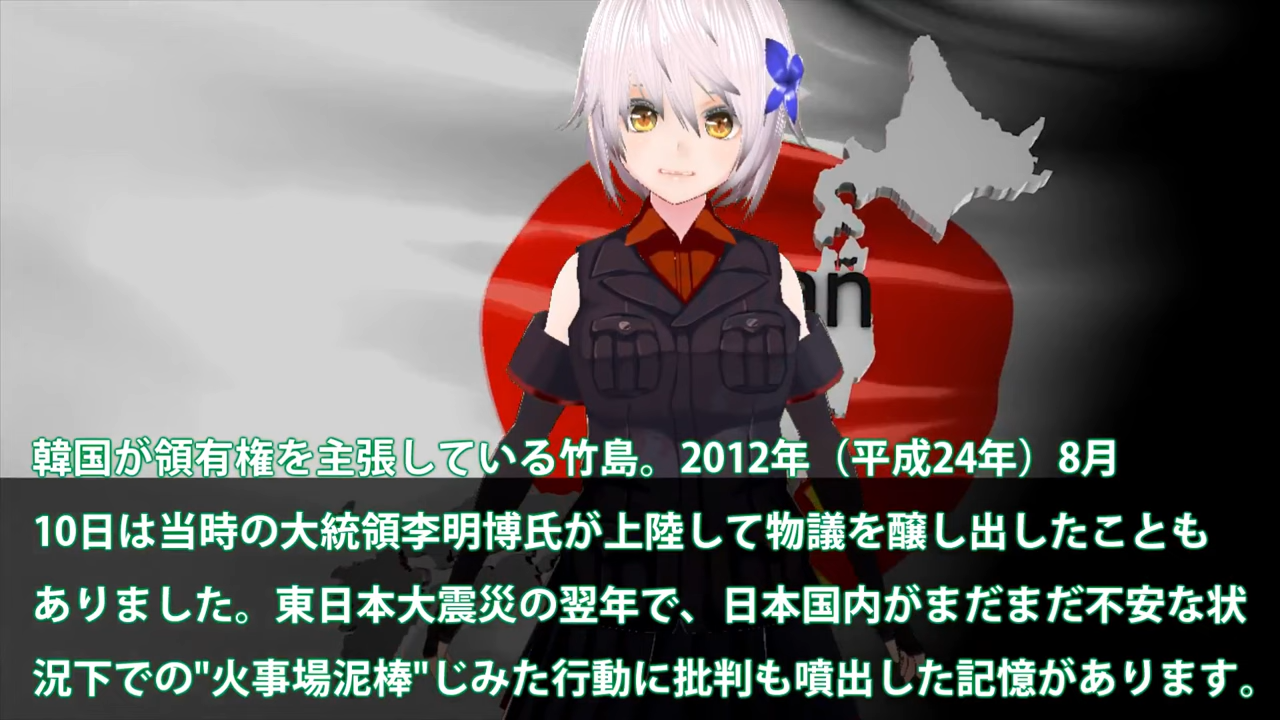 an
韓国が領有権を主張している竹島。2012年（平成24年）8月
10日は当時の大統領李明博氏が上陸して物議を醸し出したことも
ありました。東日本大震災の翌年で、日本国内がまだまだ不安な状
況下での"火事場泥棒"じみた行動に批判も噴出した記憶があります。